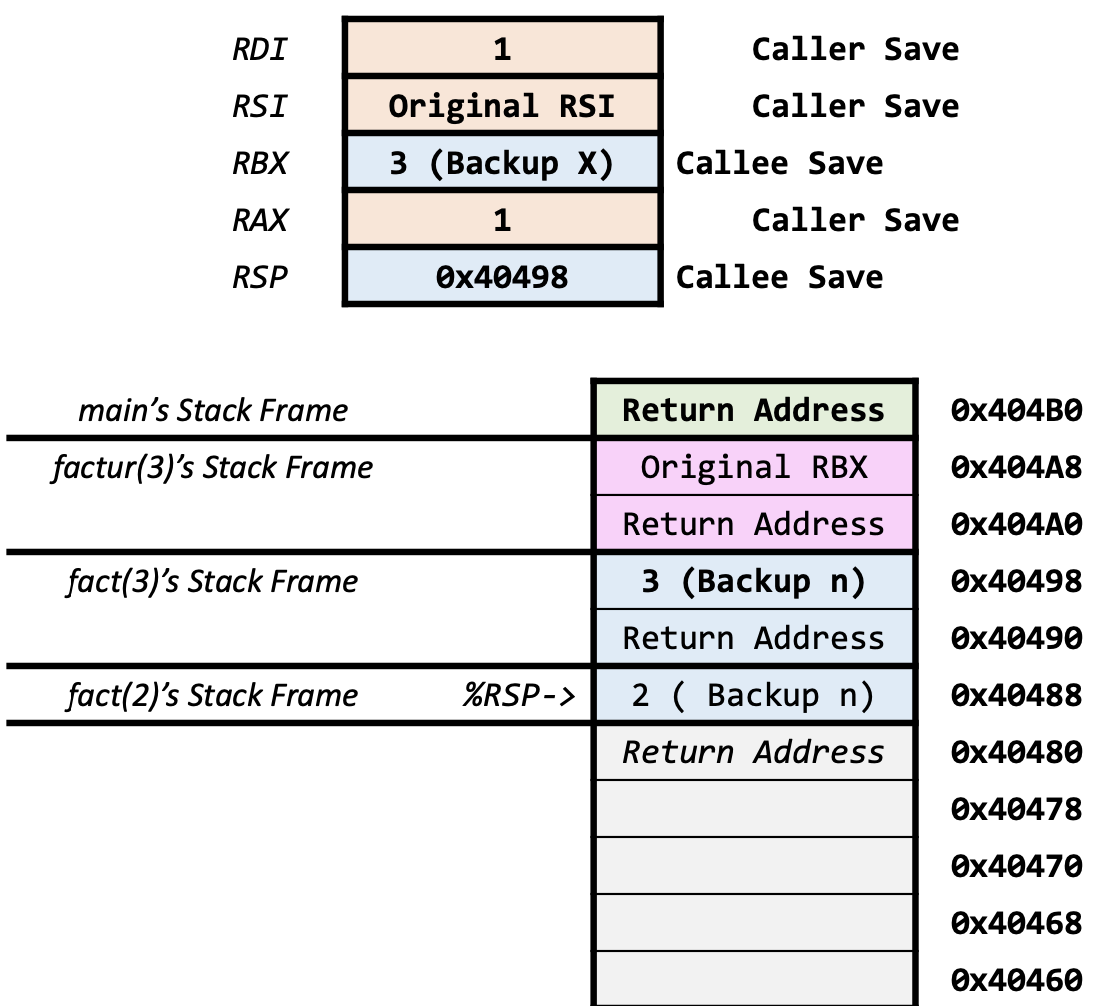 RDI 1 Caller Save
RSI Original RSI Caller Save
RBX 3 (Backup X) Callee Save
RAX 1 Caller Save
RSP 0x40498 Callee Save
main’s Stack Frame Return Address 0x404B0
factur(3)’s Stack Frame Original RBX 0x404A8
Return Address 0x404A0
fact(3)’s Stack Frame 3 (Backup n) 0x40498
Return Address 0x40490
fact(2)’s Stack Frame %RSP-> 2 ( Backup n) 0x40488
Return Address 0x40480
0x40478
0x40470
0x40468
0x40460